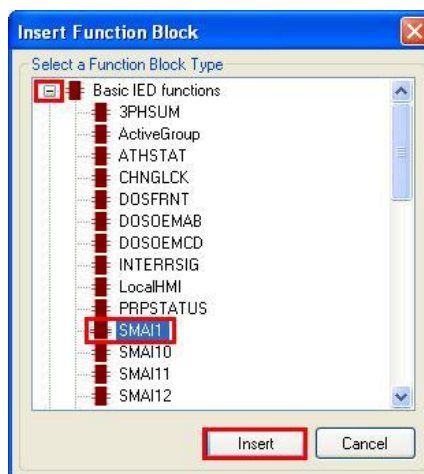 Insert Function Block
Select a Function Block Type
Basic IED functions
3PHSUM
ActiveGroup
ATHSTAT
CHNGLCK
DOSFRNT
DOSOEMAB
DOSOEMCD
INTERRSIG
LocalHMI
PRPSTATUS
SMAI1
SMAI10
SMAI11
SMAI12
Insert Cancel